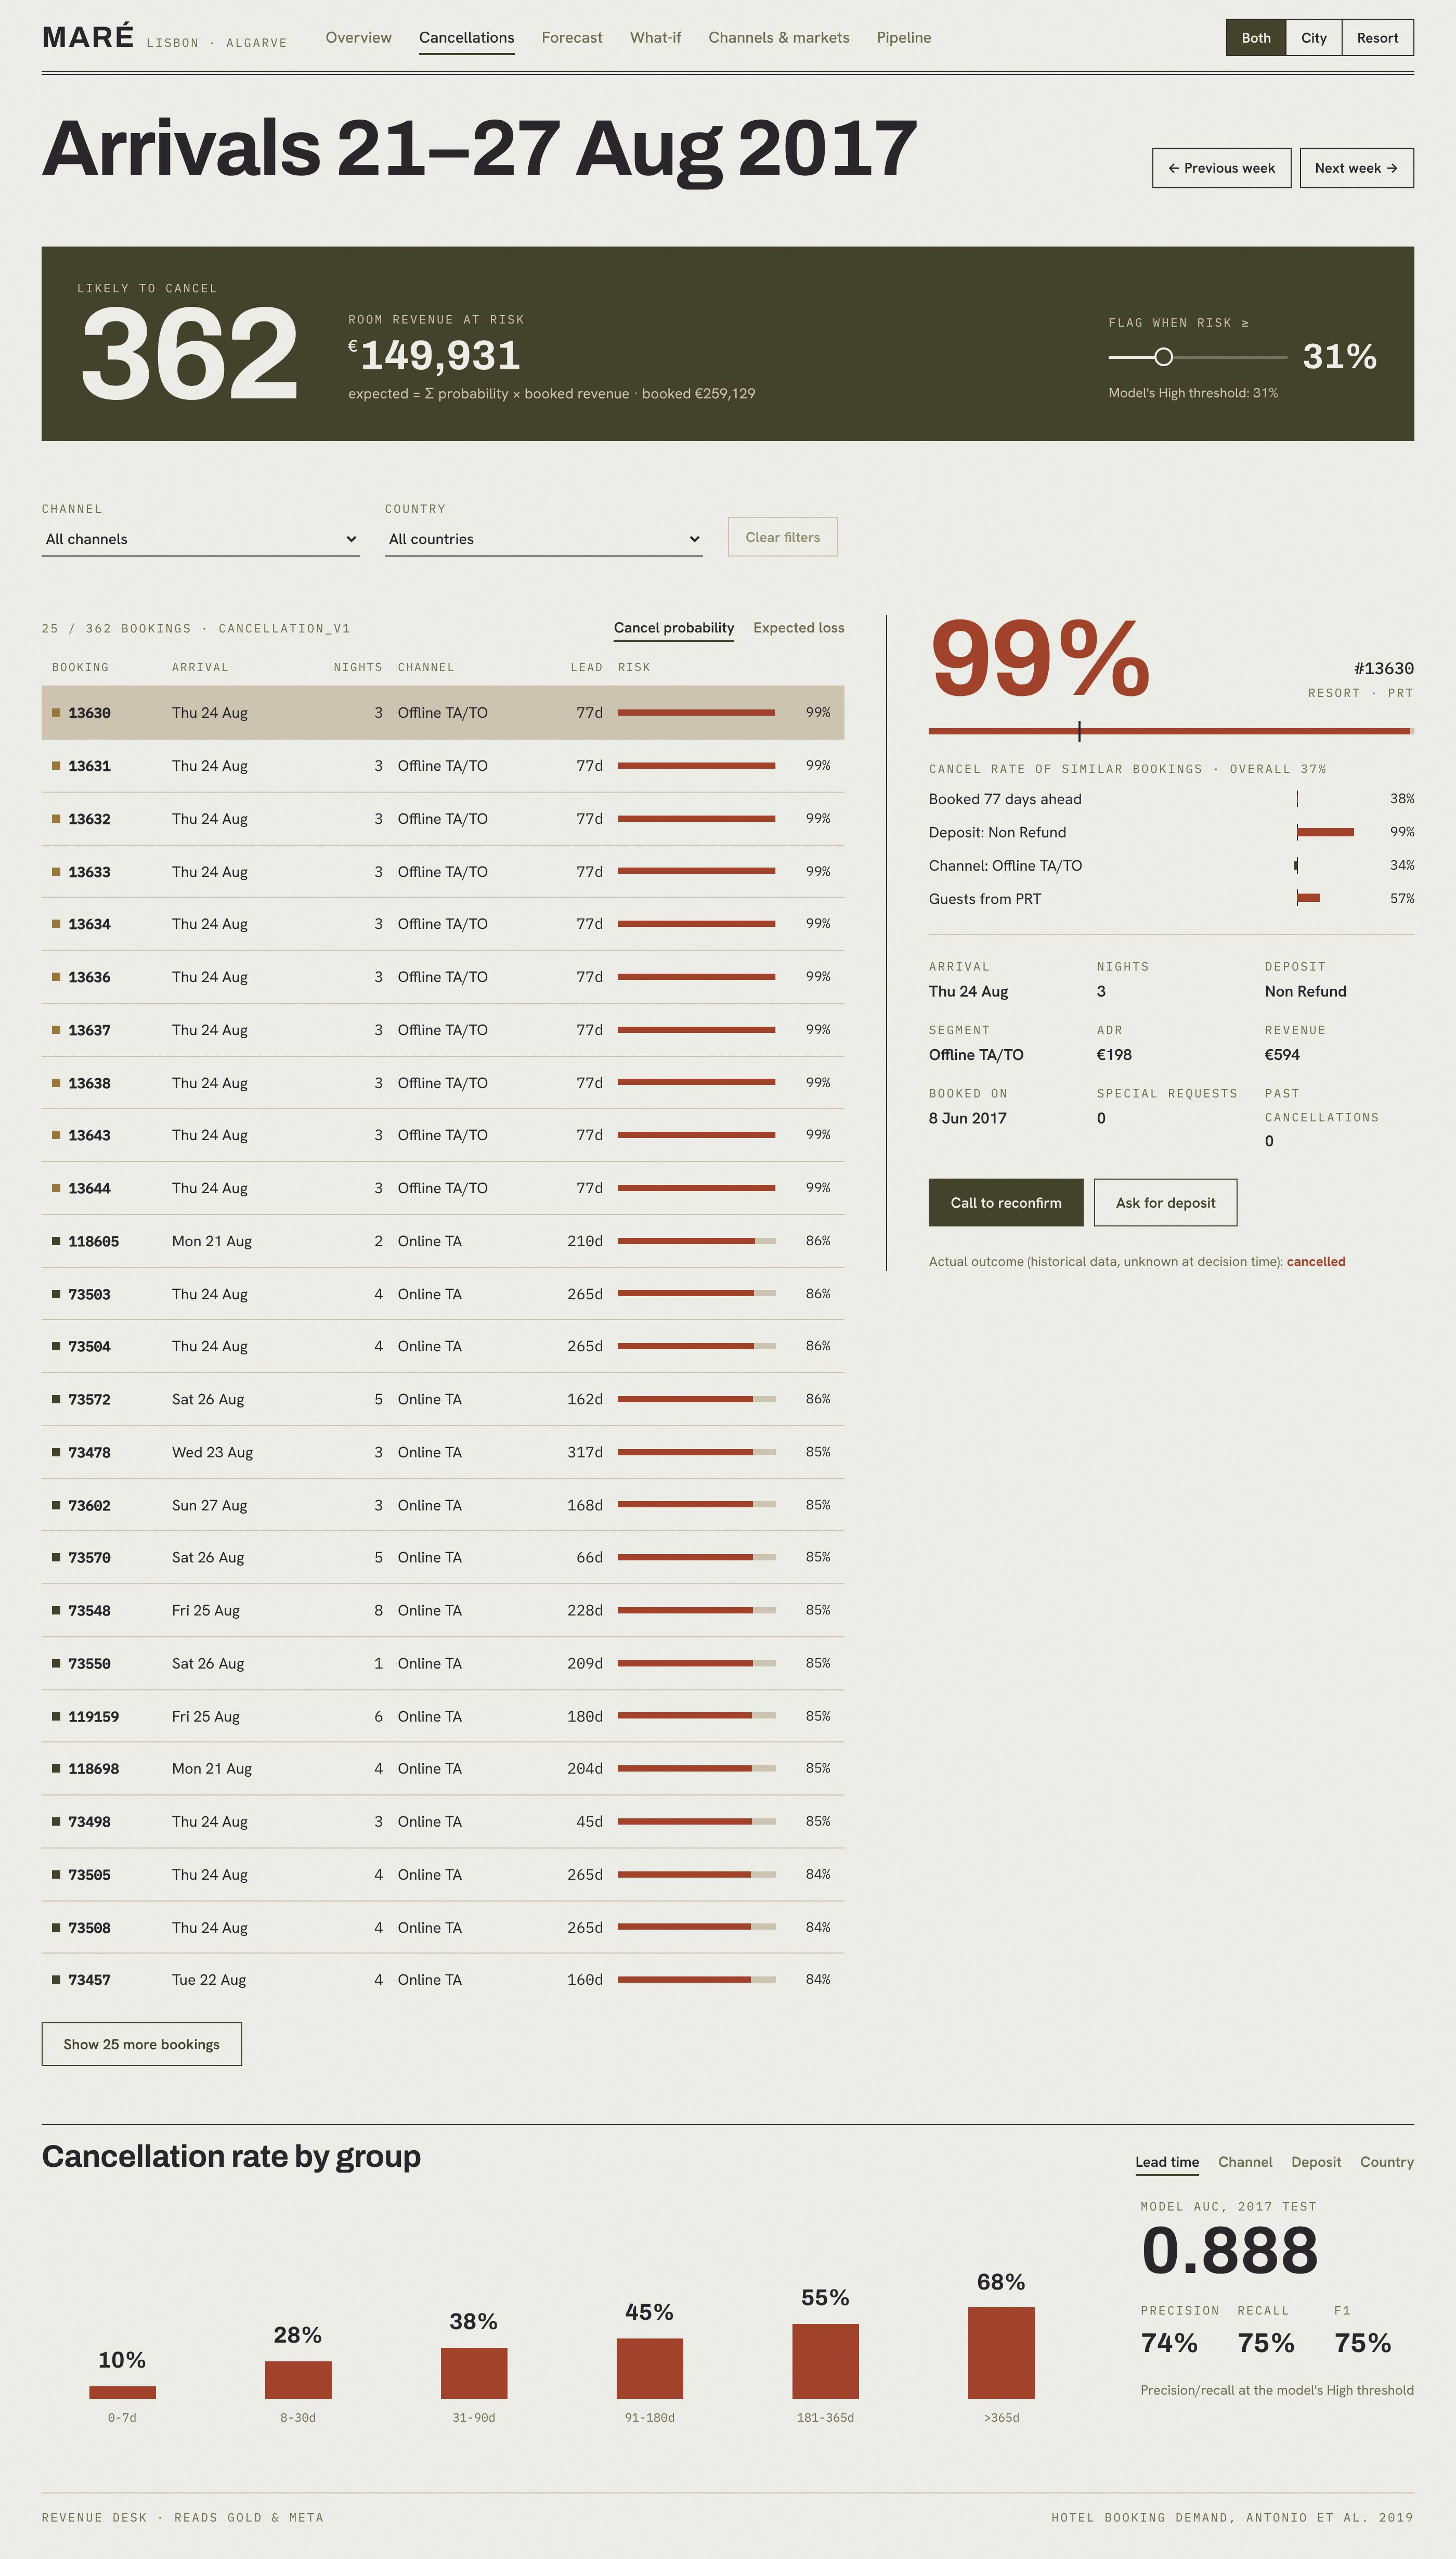 MARÉ LISBON · ALGARVE Overview Cancellations Forecast What-if Channels & markets Pipeline Both City Resort
Arrivals 21–27 Aug 2017
← Previous week Next week →
LIKELY TO CANCEL
362
ROOM REVENUE AT RISK
€149,931
expected = Σ probability × booked revenue · booked €259,129
FLAG WHEN RISK ≥
31%
Model's High threshold: 31%
CHANNEL
All channels
COUNTRY
All countries
Clear filters
25 / 362 BOOKINGS · CANCELLATION_V1 Cancel probability Expected loss
BOOKING ARRIVAL NIGHTS CHANNEL LEAD RISK
13630 Thu 24 Aug 3 Offline TA/TO 77d 99%
13631 Thu 24 Aug 3 Offline TA/TO 77d 99%
13632 Thu 24 Aug 3 Offline TA/TO 77d 99%
13633 Thu 24 Aug 3 Offline TA/TO 77d 99%
13634 Thu 24 Aug 3 Offline TA/TO 77d 99%
13636 Thu 24 Aug 3 Offline TA/TO 77d 99%
13637 Thu 24 Aug 3 Offline TA/TO 77d 99%
13638 Thu 24 Aug 3 Offline TA/TO 77d 99%
13643 Thu 24 Aug 3 Offline TA/TO 77d 99%
13644 Thu 24 Aug 3 Offline TA/TO 77d 99%
118605 Mon 21 Aug 2 Online TA 210d 86%
73503 Thu 24 Aug 4 Online TA 265d 86%
73504 Thu 24 Aug 4 Online TA 265d 86%
73572 Sat 26 Aug 5 Online TA 162d 86%
73478 Wed 23 Aug 3 Online TA 317d 85%
73602 Sun 27 Aug 3 Online TA 168d 85%
73570 Sat 26 Aug 5 Online TA 66d 85%
73548 Fri 25 Aug 8 Online TA 228d 85%
73550 Sat 26 Aug 1 Online TA 209d 85%
119159 Fri 25 Aug 6 Online TA 180d 85%
118698 Mon 21 Aug 4 Online TA 204d 85%
73498 Thu 24 Aug 3 Online TA 45d 85%
73505 Thu 24 Aug 4 Online TA 265d 84%
73508 Thu 24 Aug 4 Online TA 265d 84%
73457 Tue 22 Aug 4 Online TA 160d 84%
Show 25 more bookings
99%
#13630
RESORT · PRT
CANCEL RATE OF SIMILAR BOOKINGS · OVERALL 37%
Booked 77 days ahead 38%
Deposit: Non Refund 99%
Channel: Offline TA/TO 34%
Guests from PRT 57%
ARRIVAL NIGHTS DEPOSIT
Thu 24 Aug 3 Non Refund
SEGMENT ADR REVENUE
Offline TA/TO €198 €594
BOOKED ON SPECIAL REQUESTS PAST CANCELLATIONS
8 Jun 2017 0 0
Call to reconfirm Ask for deposit
Actual outcome (historical data, unknown at decision time): cancelled
Cancellation rate by group
Lead time Channel Deposit Country
10% 28% 38% 45% 55% 68%
0-7d 8-30d 31-90d 91-180d 181-365d >365d
MODEL AUC, 2017 TEST
0.888
PRECISION RECALL F1
74% 75% 75%
Precision/recall at the model's High threshold
REVENUE DESK · READS GOLD & META
HOTEL BOOKING DEMAND, ANTONIO ET AL. 2019